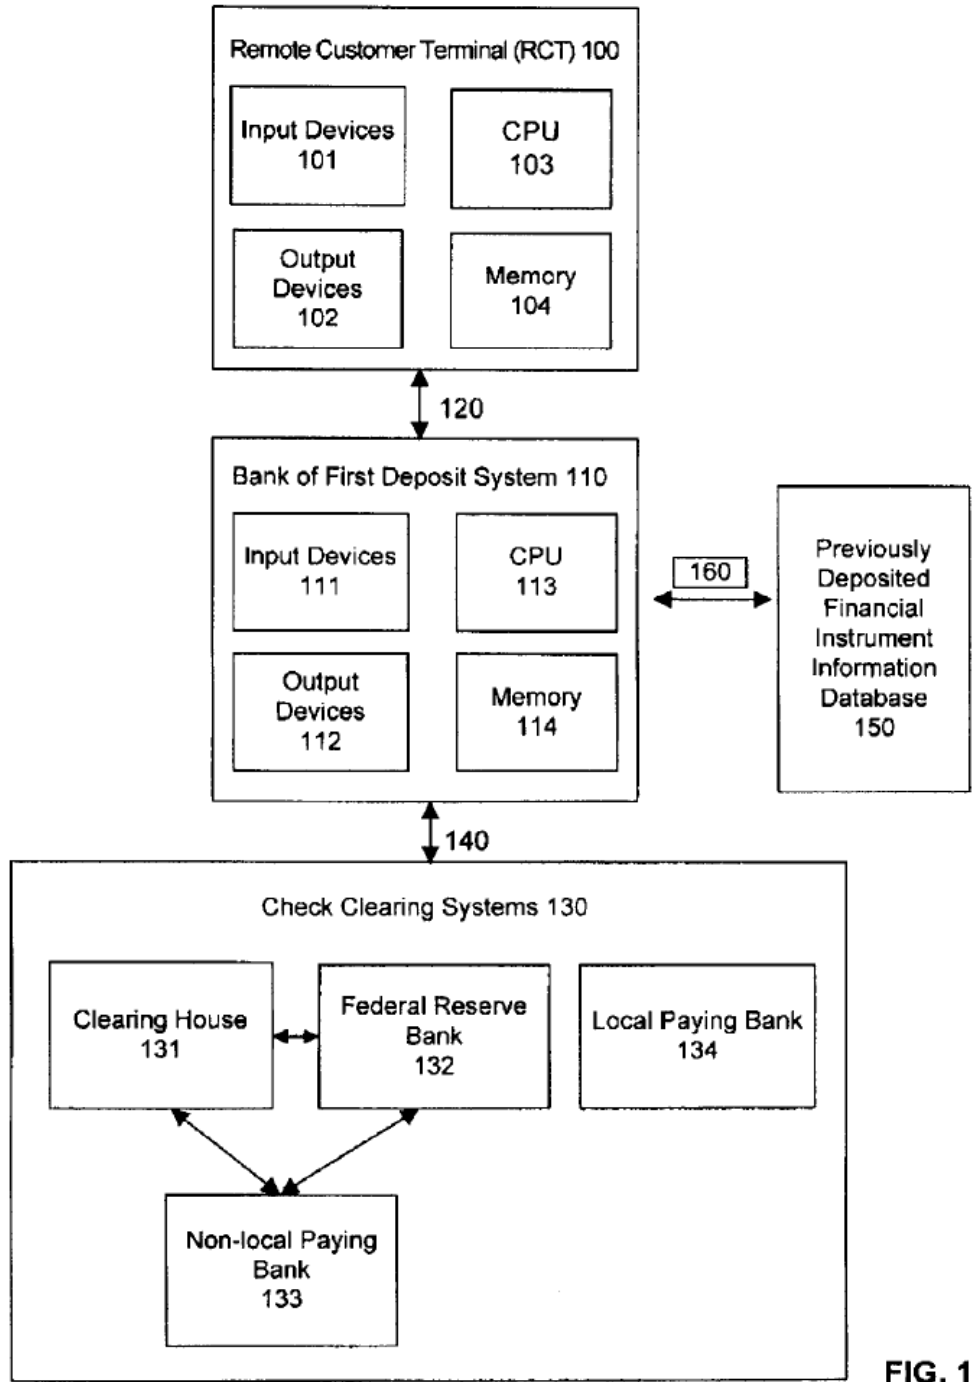 Remote Customer Terminal (RCT) 100
Input Devices
101
CPU
103
Output
Devices
102
Memory
104
120
Bank of First Deposit System 110
Input Devices
111
CPU
113
Output
Devices
112
Memory
114
160
Previously
Deposited
Financial
Instrument
Information
Database
150
140
Check Clearing Systems 130
Clearing House
131
Federal Reserve
Bank
132
Local Paying Bank
134
Non-local Paying
Bank
133
FIG. 1